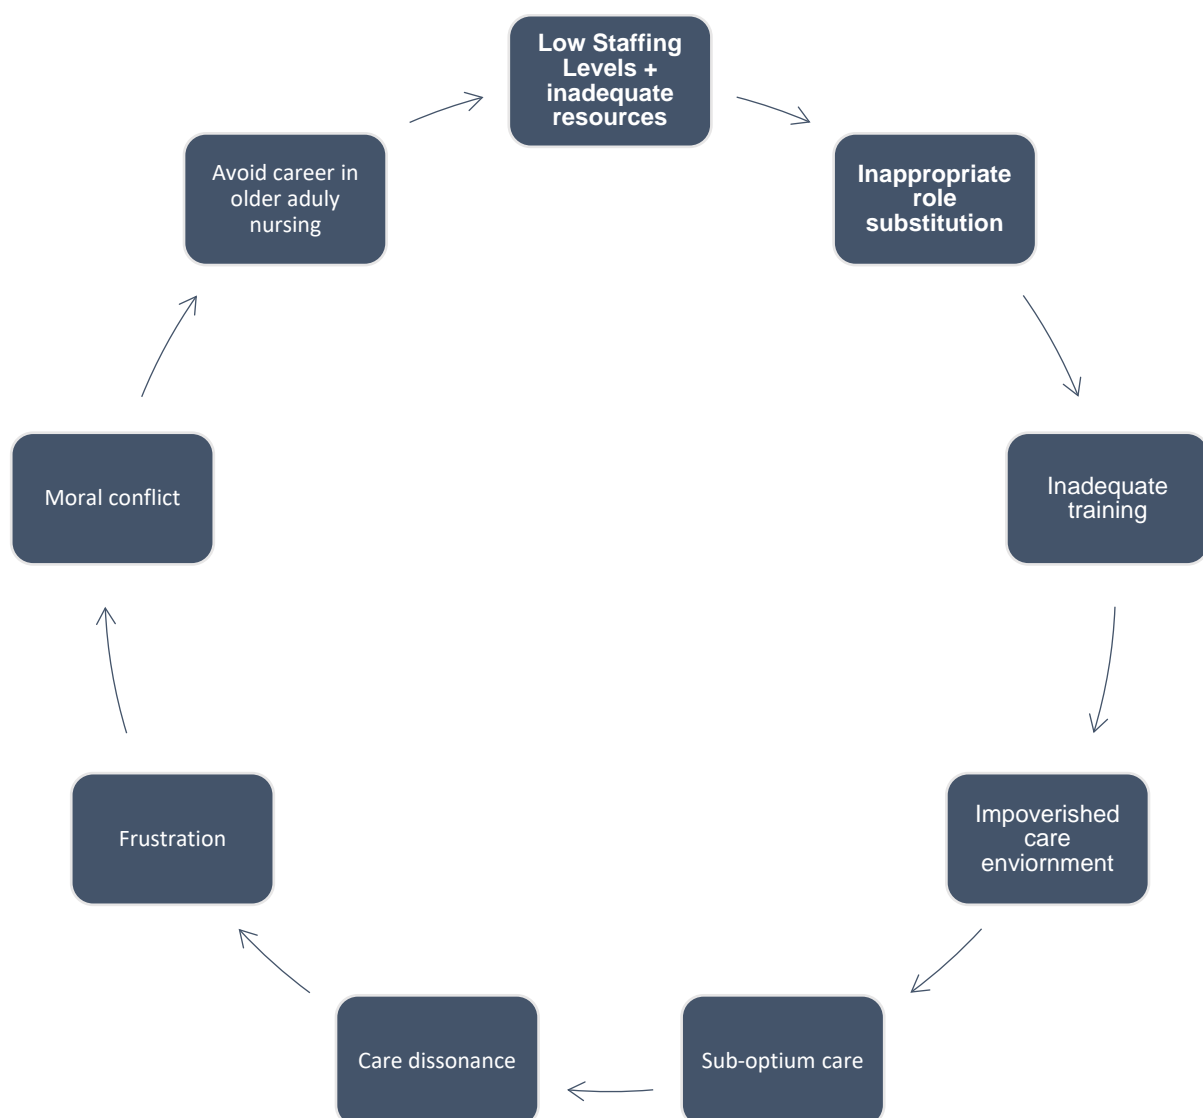 Low Staffing
Levels +
inadequate
resources
Inappropriate
role
substitution
Inadequate
training
Impoverished
care
enviornment
Sub-optium care
Care dissonance
Frustration
Moral conflict
Avoid career in
older aduly
nursing